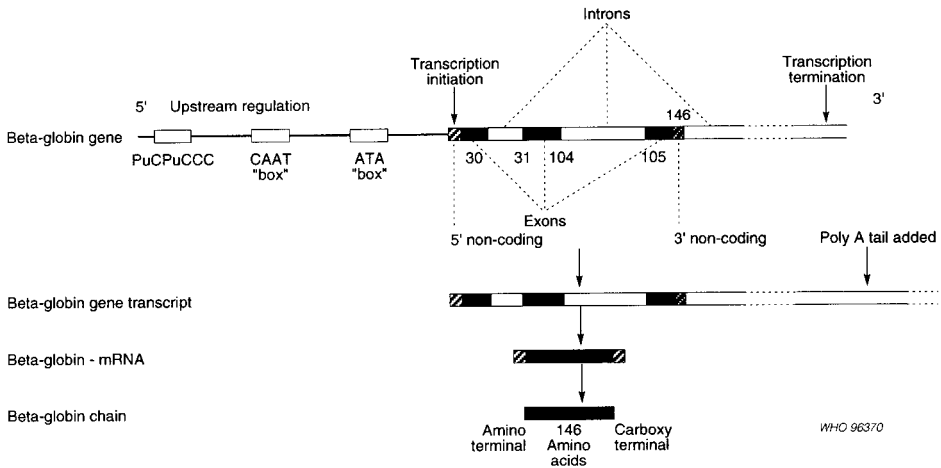 Introns
Transcription
initiation
Transcription
termination
5'
Upstream regulation
146
3'
Beta-globin gene
PuCPuCCC
CAAT
"box"
ATA
"box"
30
31
104
105
Exons
5' non-coding
3' non-coding
Poly A tail added
Beta-globin gene transcript
Beta-globin - mRNA
Beta-globin chain
Amino
terminal
146
Amino
acids
Carboxy
terminal
WHO 96370